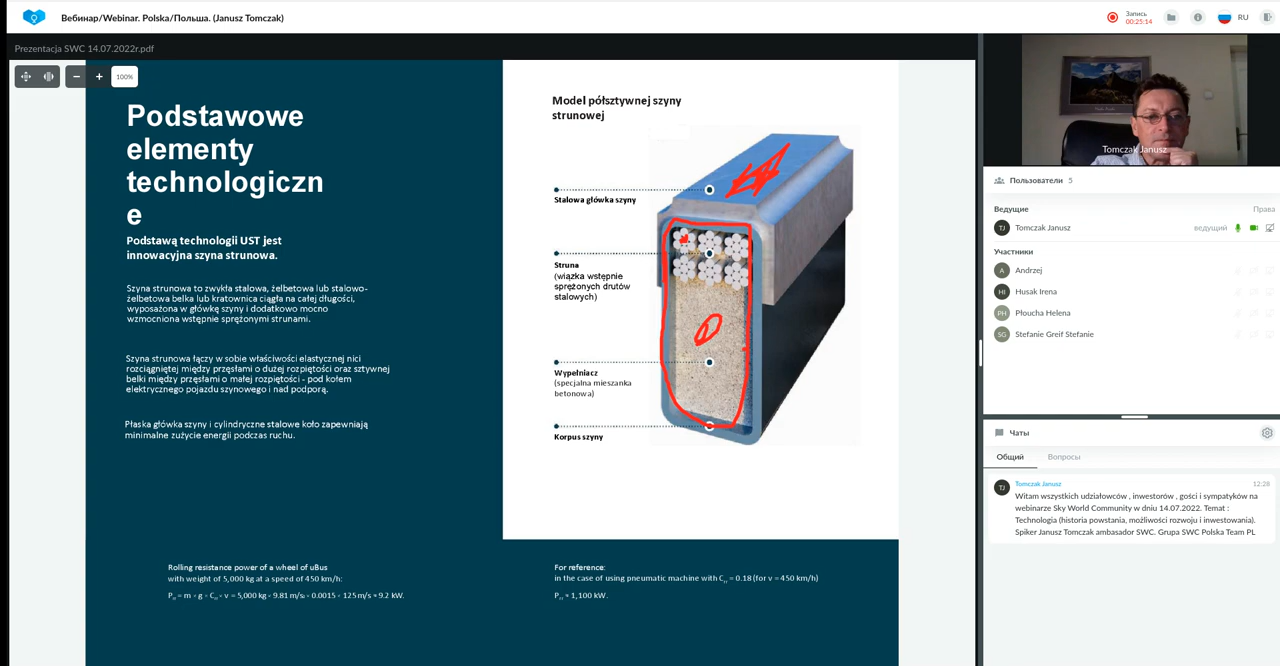 Вебинар/Webinar. Polska/Польша. (Janusz Tomczak)
Запись
00:25:14
RU
Prezentacja SWC 14.07.2022r.pdf
100%
Podstawowe
elementy
technologiczn
e
Podstawą technologii UST jest
innowacyjna szyna strunowa.
Szyna strunowa to zwykła stalowa, żelbetowa lub stalowo-
żelbetowa belka lub kratownica ciągła na całej długości,
wyposażona w główkę szyny i dodatkowo mocno
wzmocniona wstępnie sprężonymi strunami.
Szyna strunowa łączy w sobie właściwości elastycznej nici
rozciągniętej między przęsłami o dużej rozpiętości oraz sztywnej
belki między przęsłami o małej rozpiętości - pod kołem
elektrycznego pojazdu szynowego i nad podporą.
Płaska główka szyny i cylindryczne stalowe koło zapewniają
minimalne zużycie energii podczas ruchu.
Model półsztywnej szyny
strunowej
Stalowa główka szyny
Struna
(wiązka wstępnie
sprężonych drutów
stalowych)
Wypełniacz
(specjalna mieszanka
betonowa)
Korpus szyny
Rolling resistance power of a wheel of uBus
with weight of 5,000 kg at a speed of 450 km/h:
For reference:
in the case of using pneumatic machine with Crr = 0.18 (for v = 450 km/h)
Tomczak Janusz
Пользователи 5
Ведущие Права
TJ Tomczak Janusz ведущий
Участники
A Andrzej
HI Husak Irena
PH Płoucha Helena
SG Stefanie Greif Stefanie
Чаты
Общий Вопросы
TJ Tomczak Janusz 12:28
Witam wszystkich udziałowców , inwestorów , gości i sympatyków na
webinarze Sky World Community w dniu 14.07.2022. Temat :
Technologia (historia powstania, możliwości rozwoju i inwestowania).
Spiker Janusz Tomczak ambasador SWC. Grupa SWC Polska Team PL